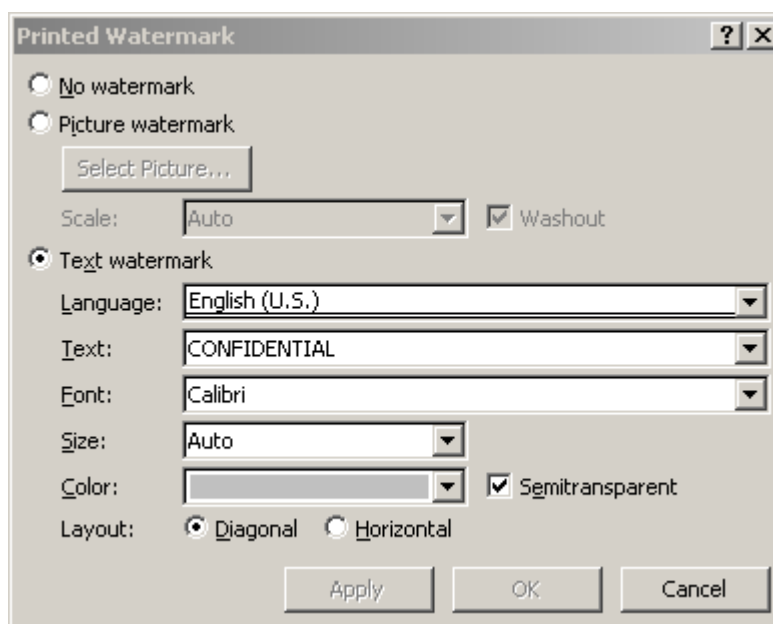 Printed Watermark
No watermark
Picture watermark
Select Picture...
Scale: Auto Washout
Text watermark
Language: English (U.S.)
Text: CONFIDENTIAL
Font: Calibri
Size: Auto
Color: Semitransparent
Layout: Diagonal Horizontal
Apply OK Cancel